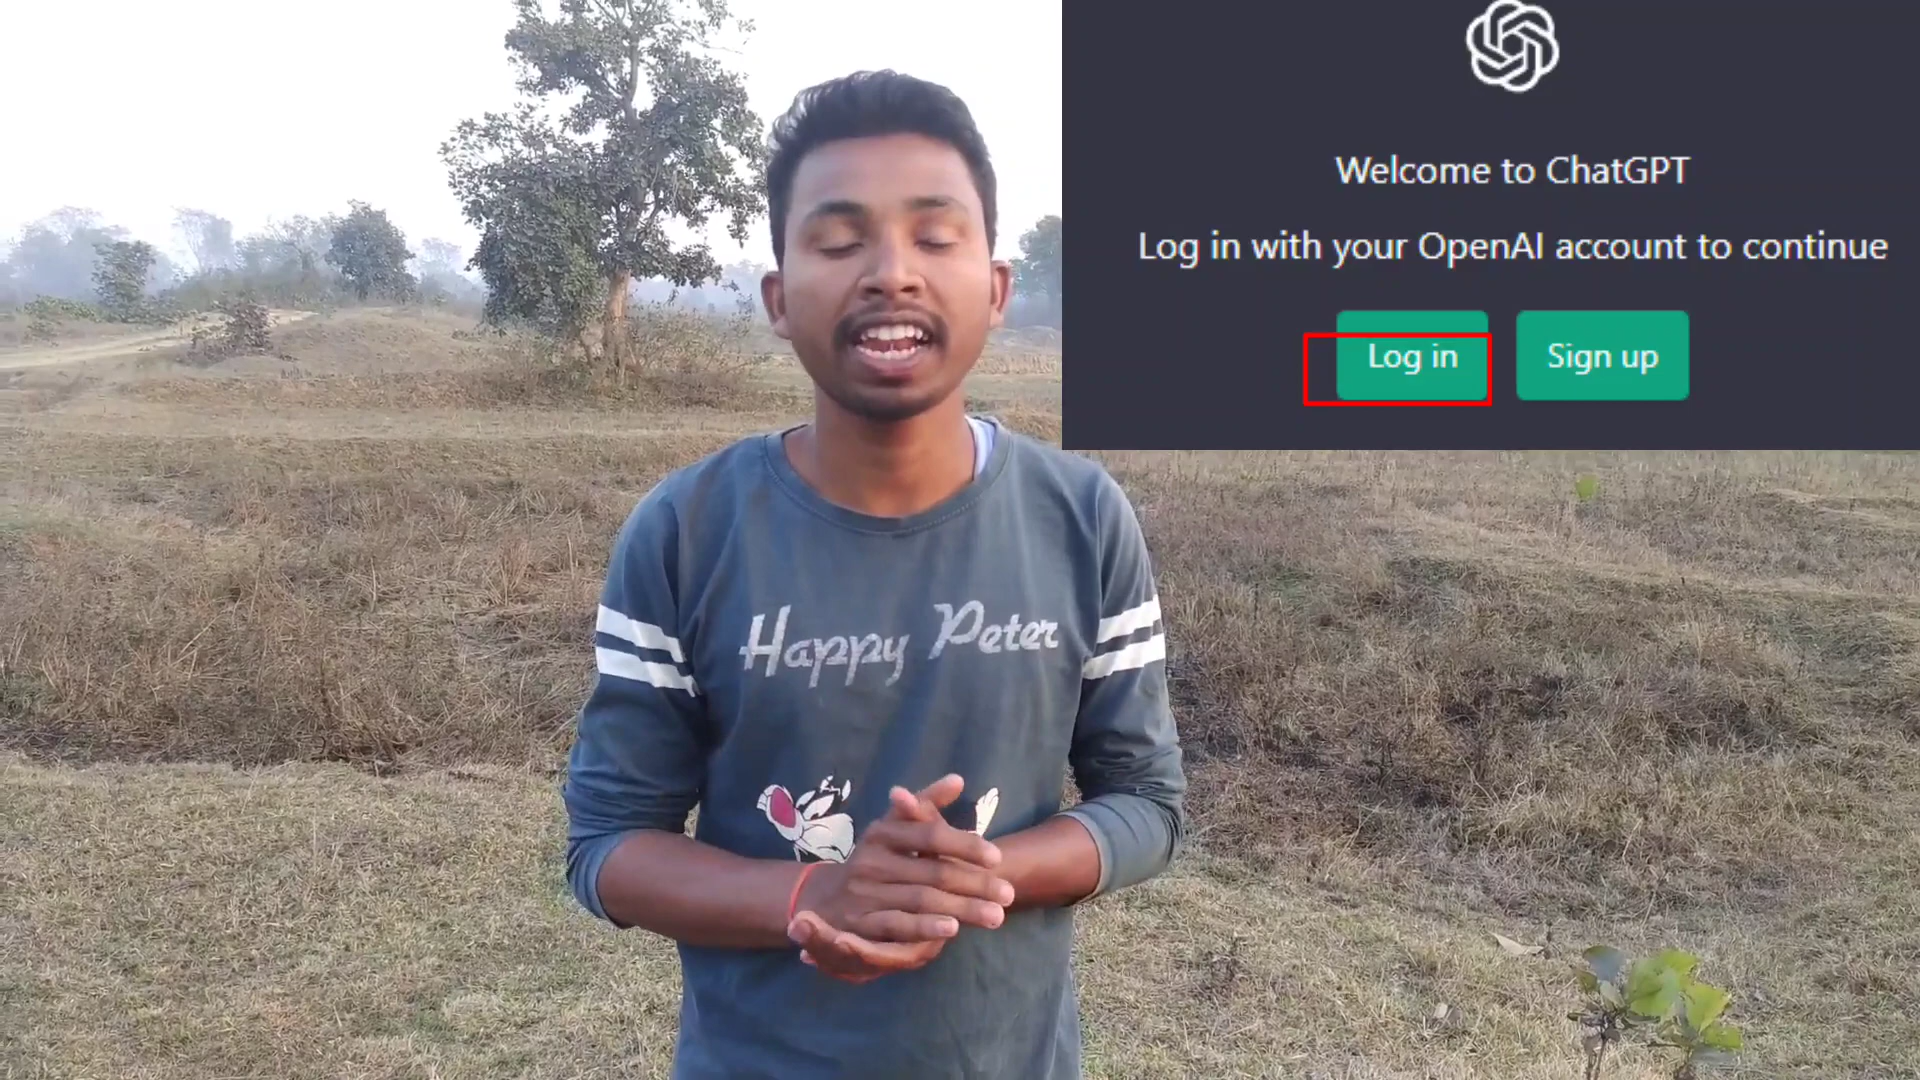 Welcome to ChatGPT
Log in with your OpenAI account to continue
Log in
Sign up
Happy Peter